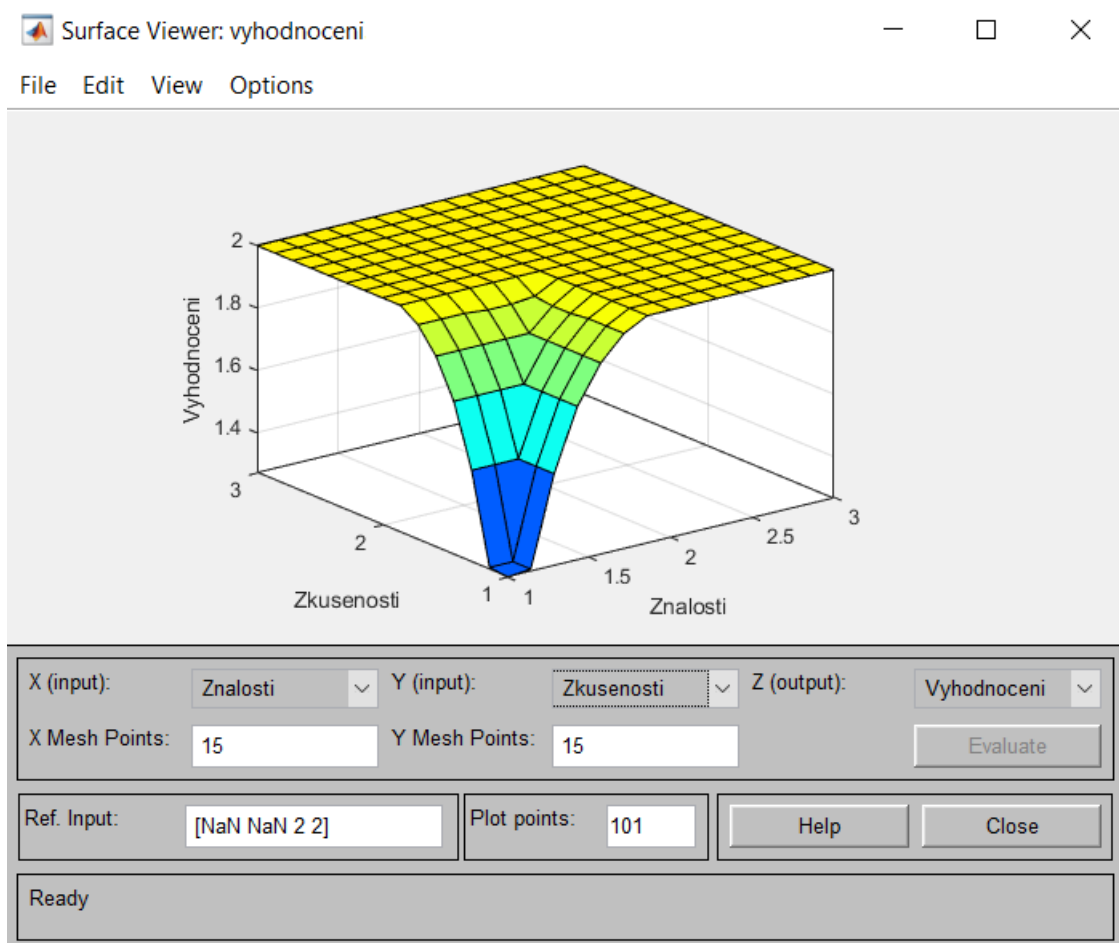 Surface Viewer: vyhodnoceni
File Edit View Options
2
1.8
1.6
1.4
Vyhodnoceni
3
2
1
Zkusenosti
1
1.5
2
2.5
3
Znalosti
X (input): Znalosti Y (input): Zkusenosti Z (output): Vyhodnoceni
X Mesh Points: 15 Y Mesh Points: 15 Evaluate
Ref. Input: [NaN NaN 2 2] Plot points: 101 Help Close
Ready